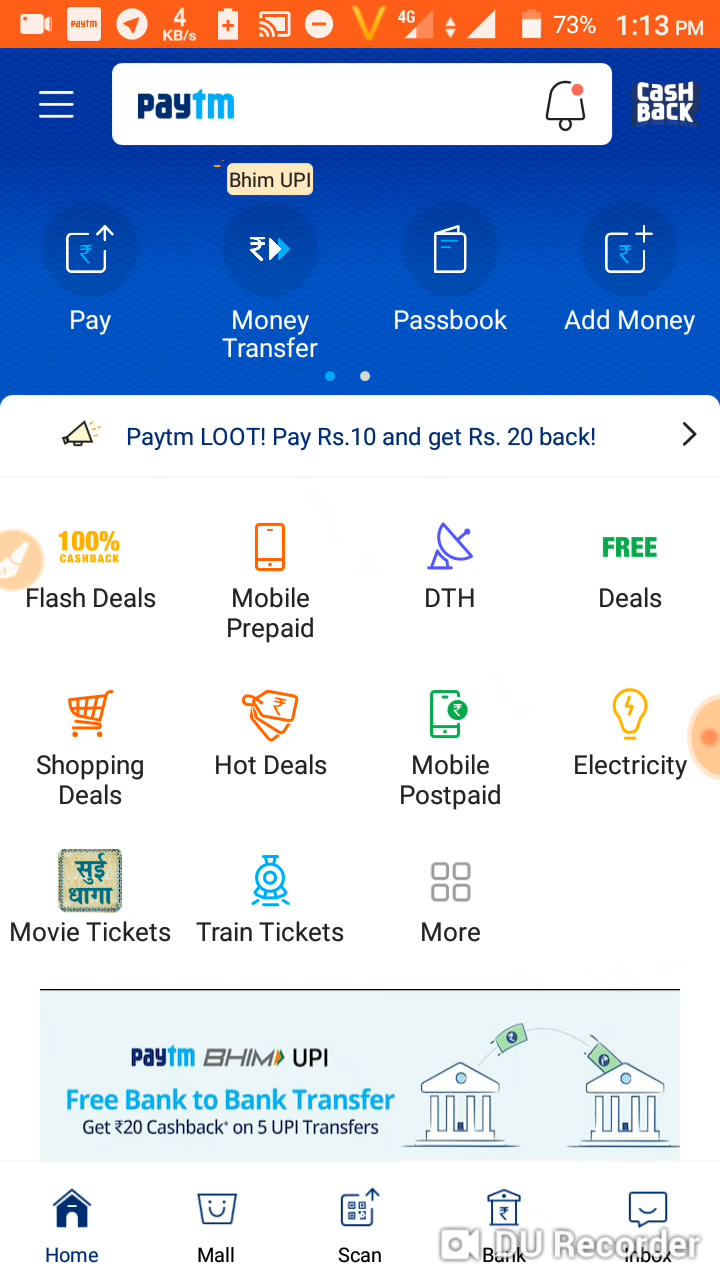 paytm
4
KB/s
4G
73%
1:13 PM
paytm
CASH
BACK
Bhim UPI
₹
₹
₹
Pay
Money
Transfer
Passbook
Add Money
Paytm LOOT! Pay Rs.10 and get Rs. 20 back!
100%
CASHBACK
FREE
Flash Deals
Mobile
Prepaid
DTH
Deals
₹
₹
Shopping
Deals
Hot Deals
Mobile
Postpaid
Electricity
सुई
धागा
Movie Tickets
Train Tickets
More
paytm BHIM UPI
Free Bank to Bank Transfer
Get ₹20 Cashback* on 5 UPI Transfers
₹
Home
Mall
Scan
Bank
Inbox
DU Recorder